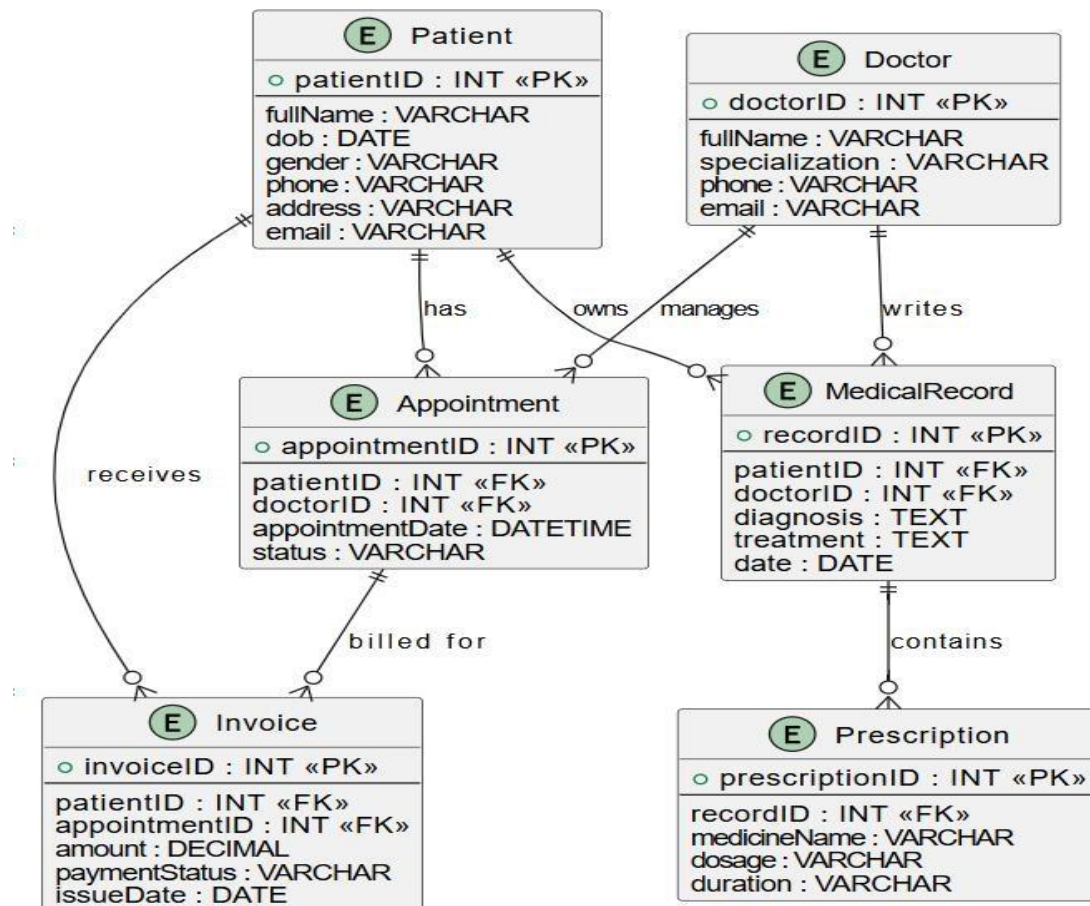 E Patient
patientID : INT «PK»
fullName : VARCHAR
dob : DATE
gender : VARCHAR
phone : VARCHAR
address : VARCHAR
email : VARCHAR
E Doctor
doctorID : INT «PK»
fullName : VARCHAR
specialization : VARCHAR
phone : VARCHAR
email : VARCHAR
has
owns
manages
writes
receives
E Appointment
appointmentID : INT «PK»
patientID : INT «FK»
doctorID : INT «FK»
appointmentDate : DATETIME
status : VARCHAR
E MedicalRecord
recordID : INT «PK»
patientID : INT «FK»
doctorID : INT «FK»
diagnosis : TEXT
treatment : TEXT
date : DATE
billed for
contains
E Invoice
invoiceID : INT «PK»
patientID : INT «FK»
appointmentID : INT «FK»
amount : DECIMAL
paymentStatus : VARCHAR
issueDate : DATE
E Prescription
prescriptionID : INT «PK»
recordID : INT «FK»
medicineName : VARCHAR
dosage : VARCHAR
duration : VARCHAR